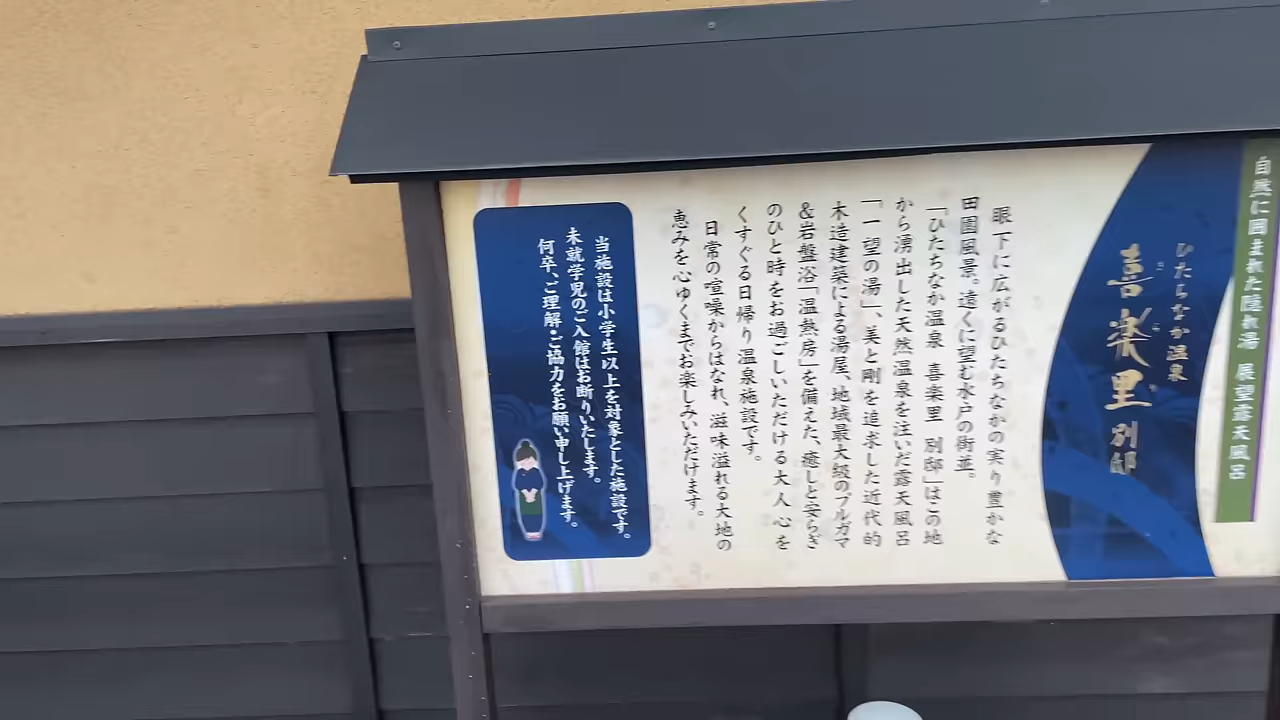 自然に囲まれた隠れ湯 展望露天風呂
ひたちなか温泉
喜楽里 別邸
きらり
眼下に広がるひたちなかの実り豊かな
田園風景。遠くに望む水戸の街並。
「ひたちなか温泉 喜楽里 別邸」はこの地
から湧出した天然温泉を注いだ露天風呂
「一望の湯」、美と剛を追求した近代的
木造建築による湯屋、地域最大級のプルガマ
&岩盤浴「温熱房」を備えた、癒しと安らぎ
のひと時をお過ごしいただける大人心を
くすぐる日帰り温泉施設です。
日常の喧噪からはなれ、滋味溢れる大地の
恵みを心ゆくまでお楽しみいただけます。
当施設は小学生以上を対象とした施設です。
未就学児のご入館はお断りいたします。
何卒、ご理解・ご協力をお願い申し上げます。